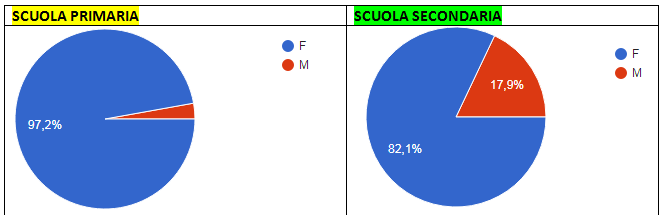 SCUOLA PRIMARIA
F
M
97,2%
SCUOLA SECONDARIA
F
M
17,9%
82,1%